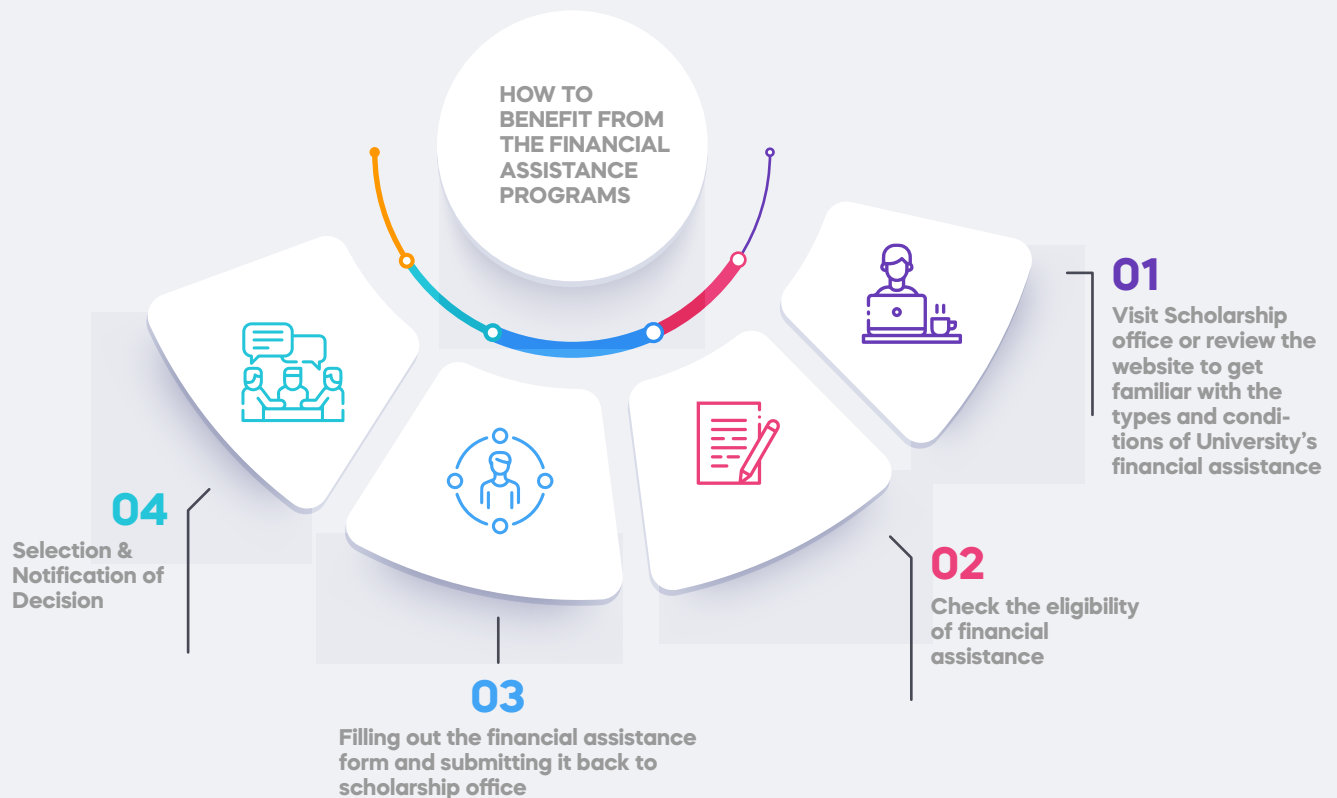 HOW TO
BENEFIT FROM
THE FINANCIAL
ASSISTANCE
PROGRAMS
01
Visit Scholarship
office or review the
website to get
familiar with the
types and condi-
tions of University’s
financial assistance
02
Check the eligibility
of financial
assistance
03
Filling out the financial assistance
form and submitting it back to
scholarship office
04
Selection &
Notification of
Decision